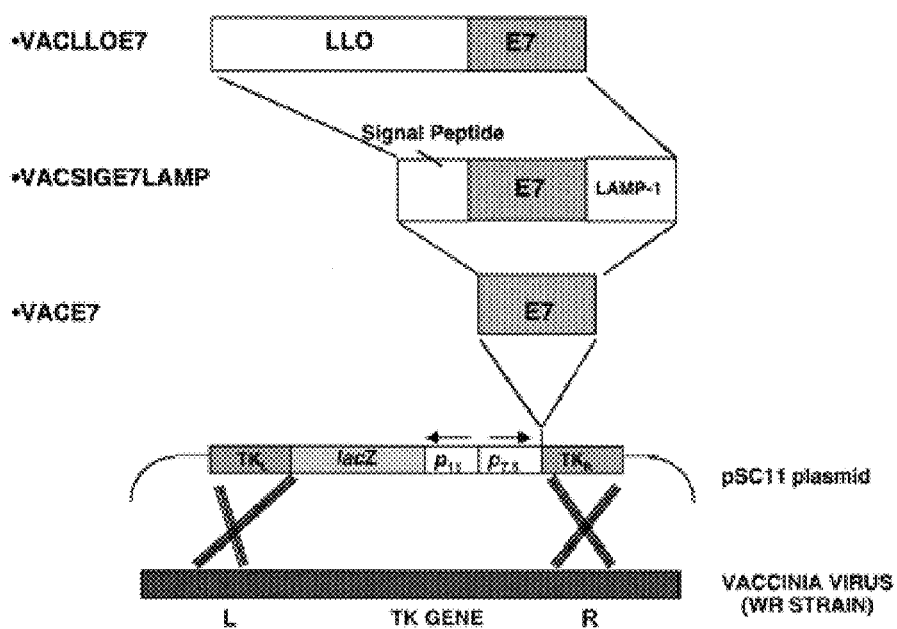 •VACLLOE7
LLO
E7
Signal Peptide
•VACSIGE7LAMP
E7
LAMP-1
•VACE7
E7
TKL
lacZ
p11
p7.5
TKR
pSC11 plasmid
VACCINIA VIRUS
(WR STRAIN)
L
TK GENE
R